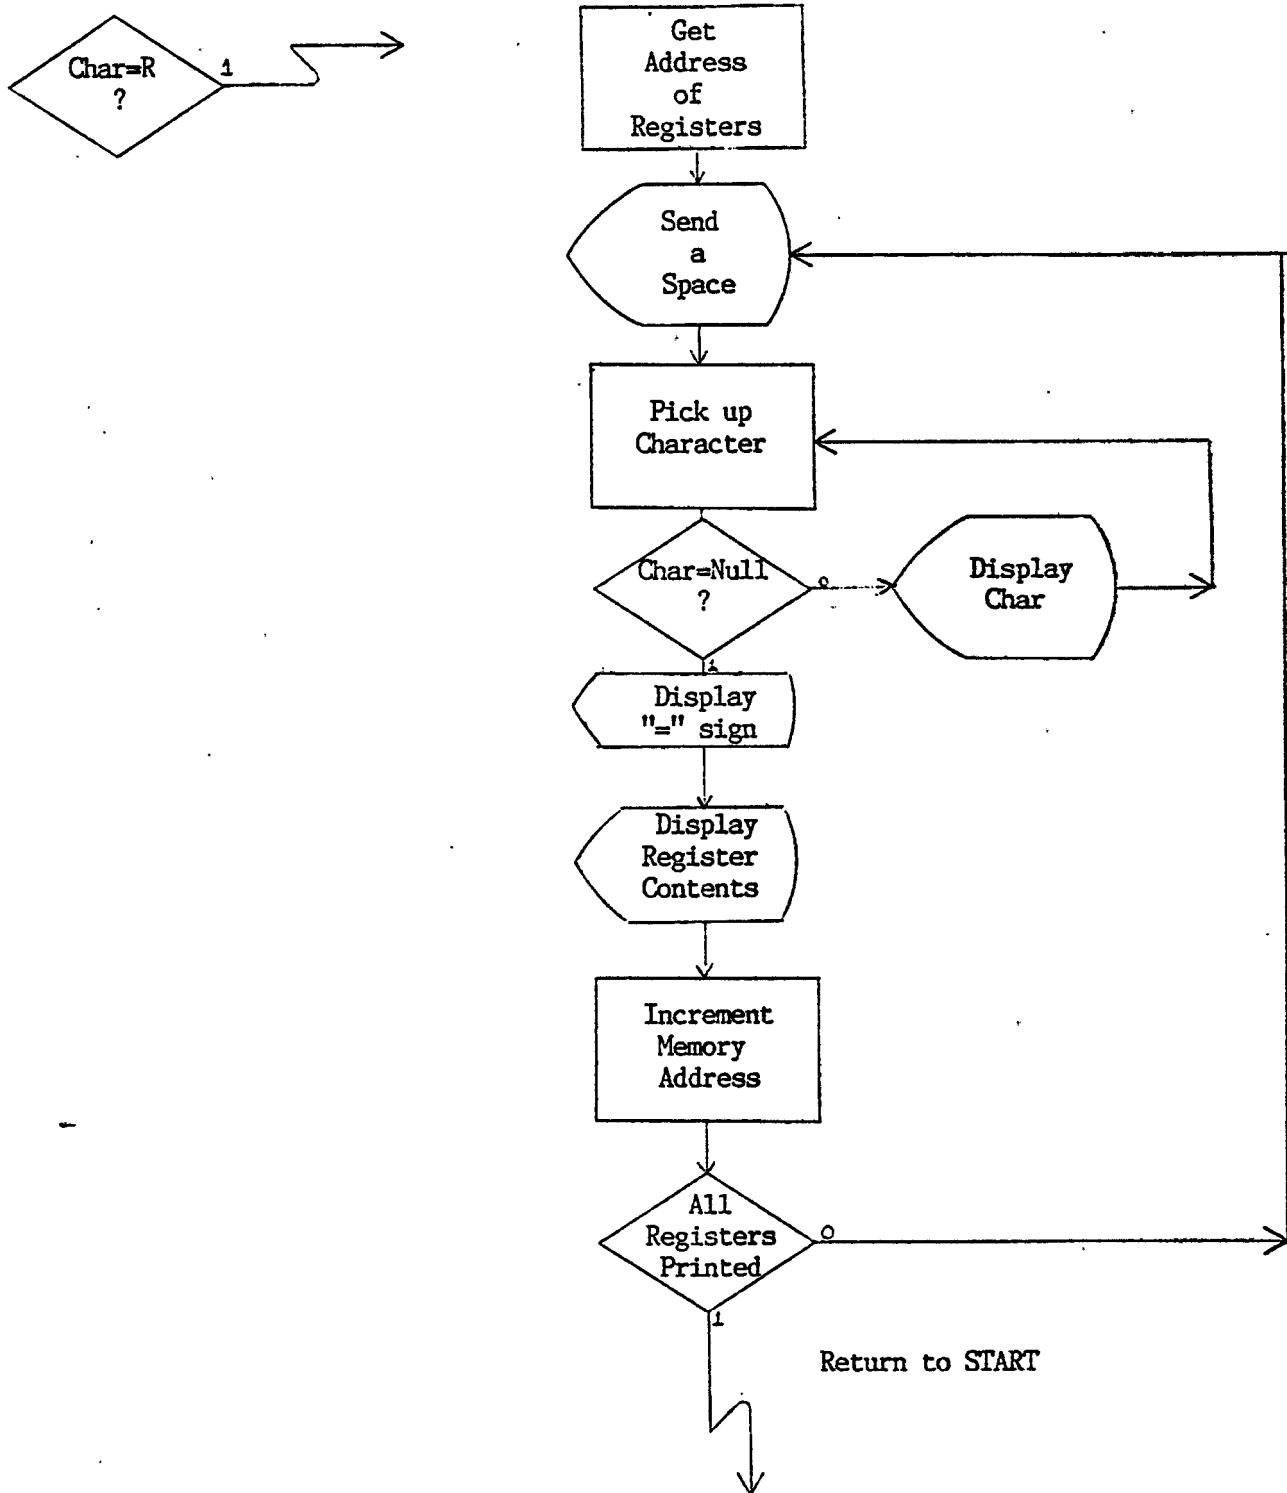 Char=R
?
1
Get
Address
of
Registers
Send
a
Space
Pick up
Character
Char=Null
?
0
Display
Char
1
Display
"=" sign
Display
Register
Contents
Increment
Memory
Address
All
Registers
Printed
0
1
Return to START